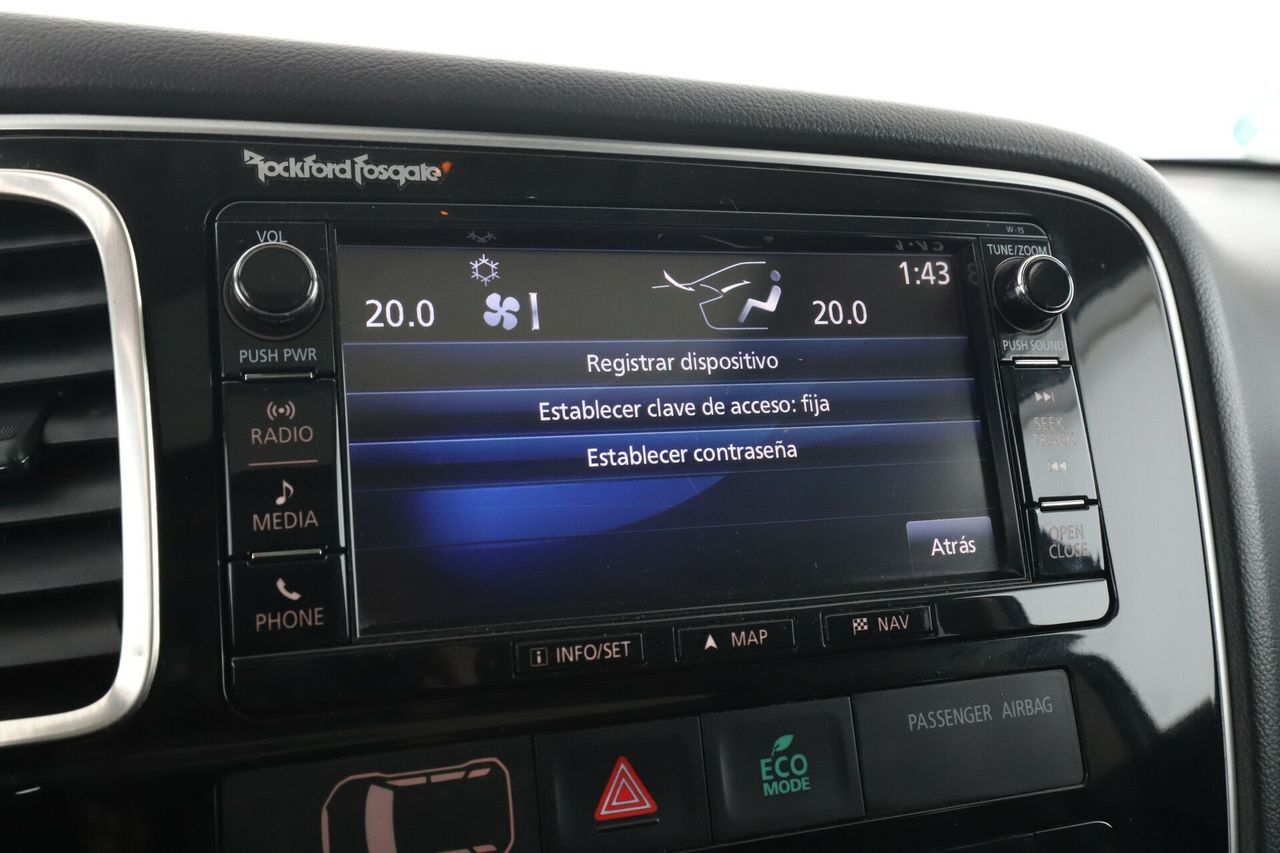 Rockford Fosgate
W-15
VOL
PUSH PWR
RADIO
MEDIA
PHONE
20.0
20.0
1:43
Registrar dispositivo
Establecer clave de acceso: fija
Establecer contraseña
Atrás
TUNE/ZOOM
PUSH SOUND
SEEK
TRACK
OPEN
CLOSE
INFO/SET
MAP
NAV
PASSENGER AIRBAG
ECO
MODE